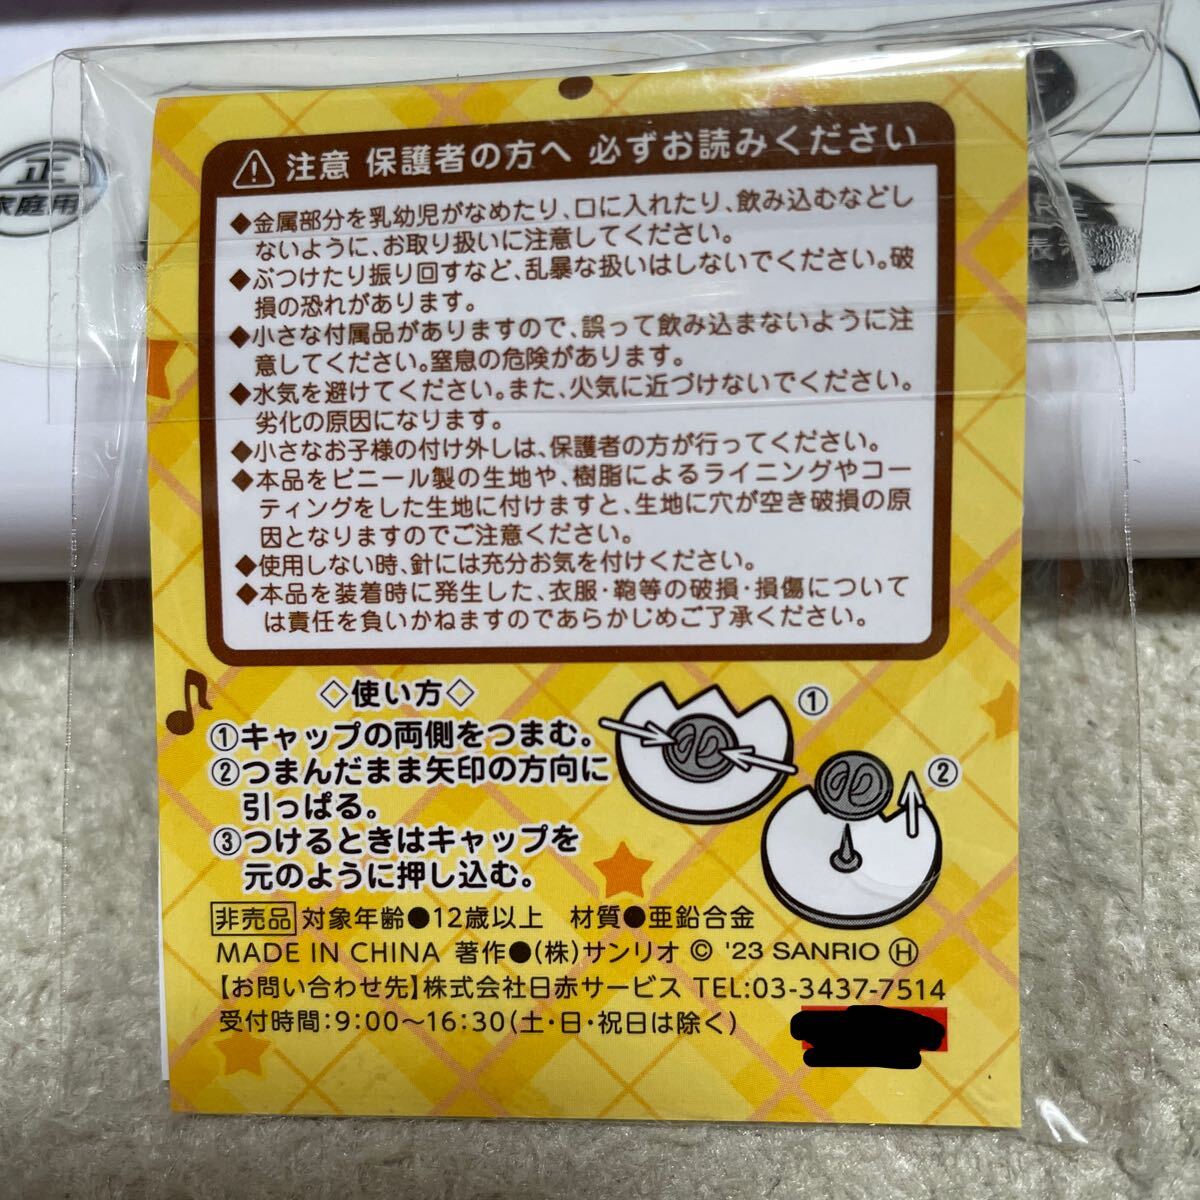 正
家庭用
注意 保護者の方へ 必ずお読みください
◆金属部分を乳幼児がなめたり、口に入れたり、飲み込むなどし
ないように、お取り扱いに注意してください。
◆ぶつけたり振り回すなど、乱暴な扱いはしないでください。破
損の恐れがあります。
◆小さな付属品がありますので、誤って飲み込まないように注
意してください。窒息の危険があります。
◆水気を避けてください。また、火気に近づけないでください。
劣化の原因になります。
◆小さなお子様の付け外しは、保護者の方が行ってください。
◆本品をビニール製の生地や、樹脂によるライニングやコー
ティングをした生地に付けますと、生地に穴が空き破損の原
因となりますのでご注意ください。
◆使用しない時、針には充分お気を付けください。
◆本品を装着時に発生した、衣服・鞄等の破損・損傷について
は責任を負いかねますのであらかじめご了承ください。
◇使い方◇
①キャップの両側をつまむ。
②つまんだまま矢印の方向に
引っぱる。
③つけるときはキャップを
元のように押し込む。
①
②
非売品 対象年齢●12歳以上 材質●亜鉛合金
MADE IN CHINA 著作●(株)サンリオ © '23 SANRIO Ⓗ
【お問い合わせ先】株式会社日赤サービス TEL:03-3437-7514
受付時間:9:00～16:30(土・日・祝日は除く)